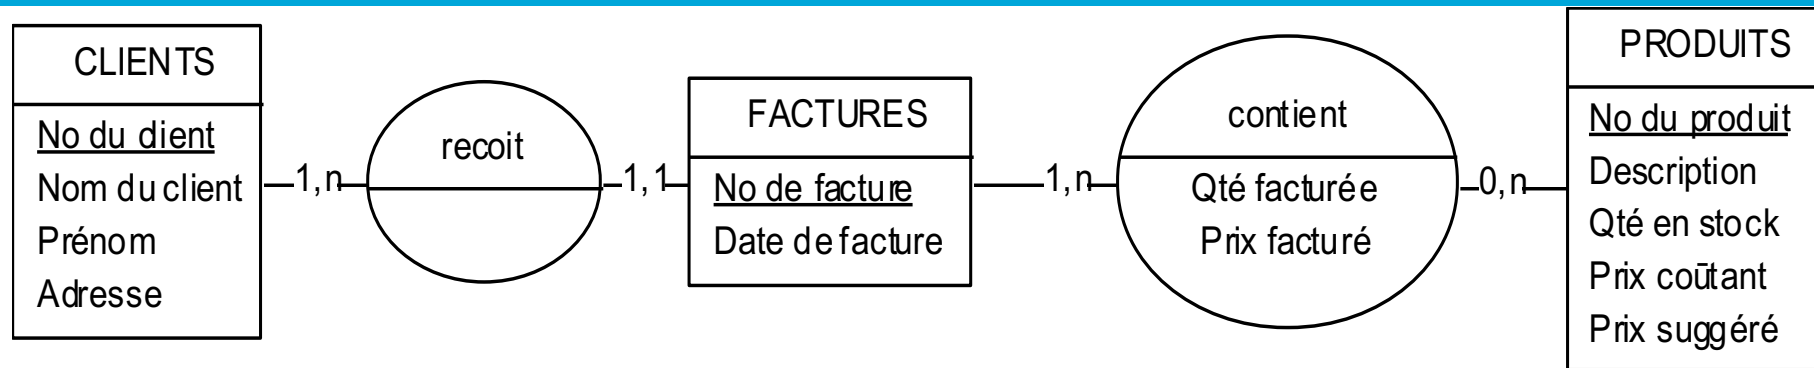 CLIENTS
No du client
Nom du client
Prénom
Adresse
1,n
recoit
1,1
FACTURES
No de facture
Date de facture
1,n
contient
Qté facturée
Prix facturé
0,n
PRODUITS
No du produit
Description
Qté en stock
Prix coūtant
Prix suggéré